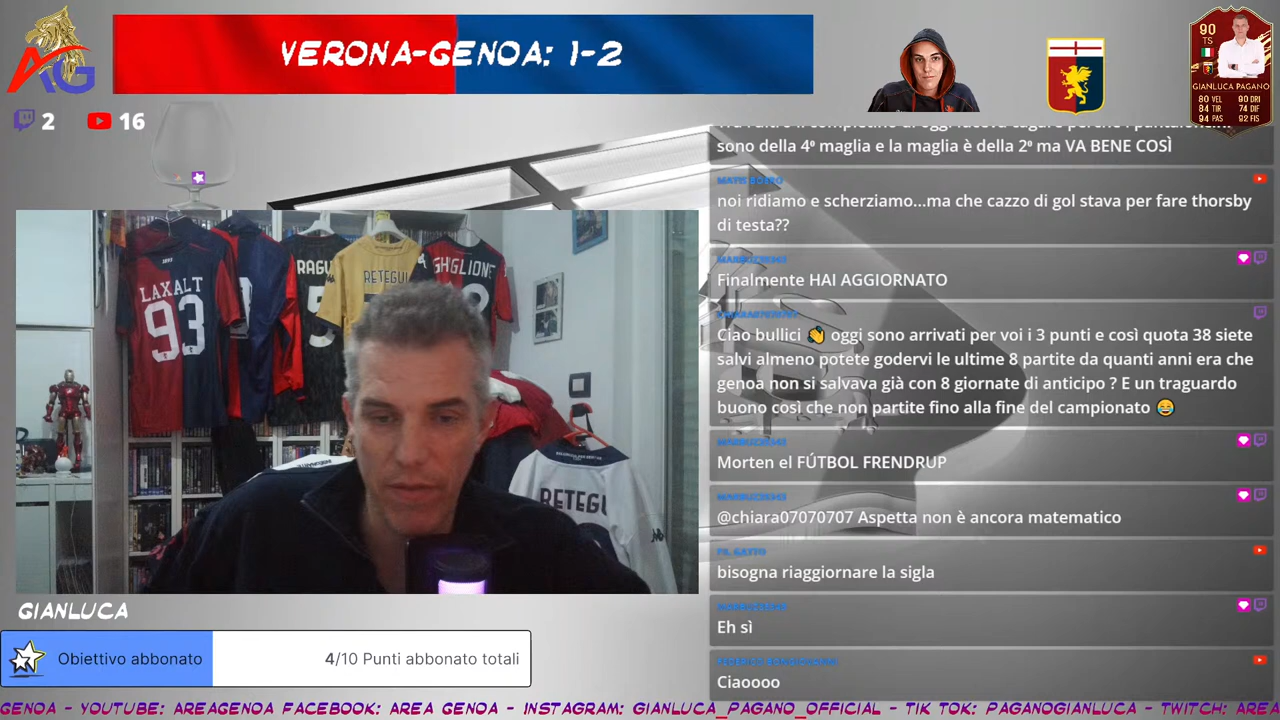 AG
VERONA-GENOA: 1-2
90
TS
GIANLUCA PAGANO
80 VEL 90 DRI
84 TIR 74 DIF
94 PAS 92 FIS
2
16
sono della 4ª maglia e la maglia è della 2ª ma VA BENE COSÌ
noi ridiamo e scherziamo...ma che cazzo di gol stava per fare thorsby
di testa??
Finalmente HAI AGGIORNATO
Ciao bullici 👏 oggi sono arrivati per voi i 3 punti e così quota 38 siete
salvi almeno potete godervi le ultime 8 partite da quanti anni era che
genoa non si salvava già con 8 giornate di anticipo ? E un traguardo
buono così che non partite fino alla fine del campionato 😂
Morten el FÚTBOL FRENDRUP
@chiara07070707 Aspetta non è ancora matematico
bisogna riaggiornare la sigla
Eh sì
Ciaoooo
LAXALT
93
RAGU
5
RETEGUI
GHIGLIONE
RETEGU
GIANLUCA
Obiettivo abbonato
4/10 Punti abbonato totali
GENOA - YOUTUBE: AREAGENOA FACEBOOK: AREA GENOA - INSTAGRAM: GIANLUCA_PAGANO_OFFICIAL - TIK TOK: PAGANOGIANLUCA - TWITCH: AREA